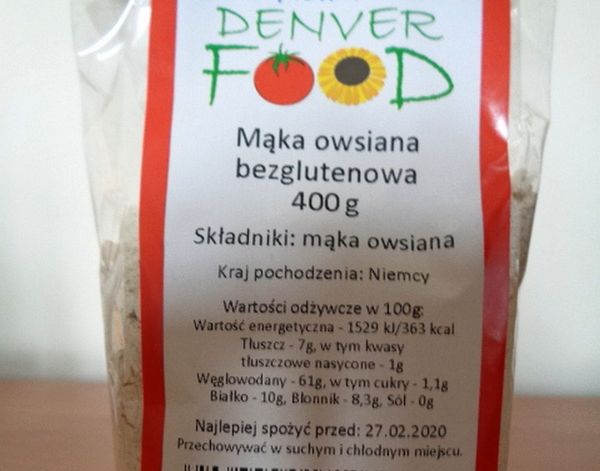 DENVER
FOOD
Mąka owsiana
bezglutenowa
400 g
Składniki: mąka owsiana
Kraj pochodzenia: Niemcy
Wartości odżywcze w 100g:
Wartość energetyczna - 1529 kJ/363 kcal
Tłuszcz - 7g, w tym kwasy
tłuszczowe nasycone - 1g
Węglowodany - 61g, w tym cukry - 1,1g
Białko - 10g, Błonnik - 8,3g, Sól - 0g
Najlepiej spożyć przed: 27.02.2020
Przechowywać w suchym i chłodnym miejscu.